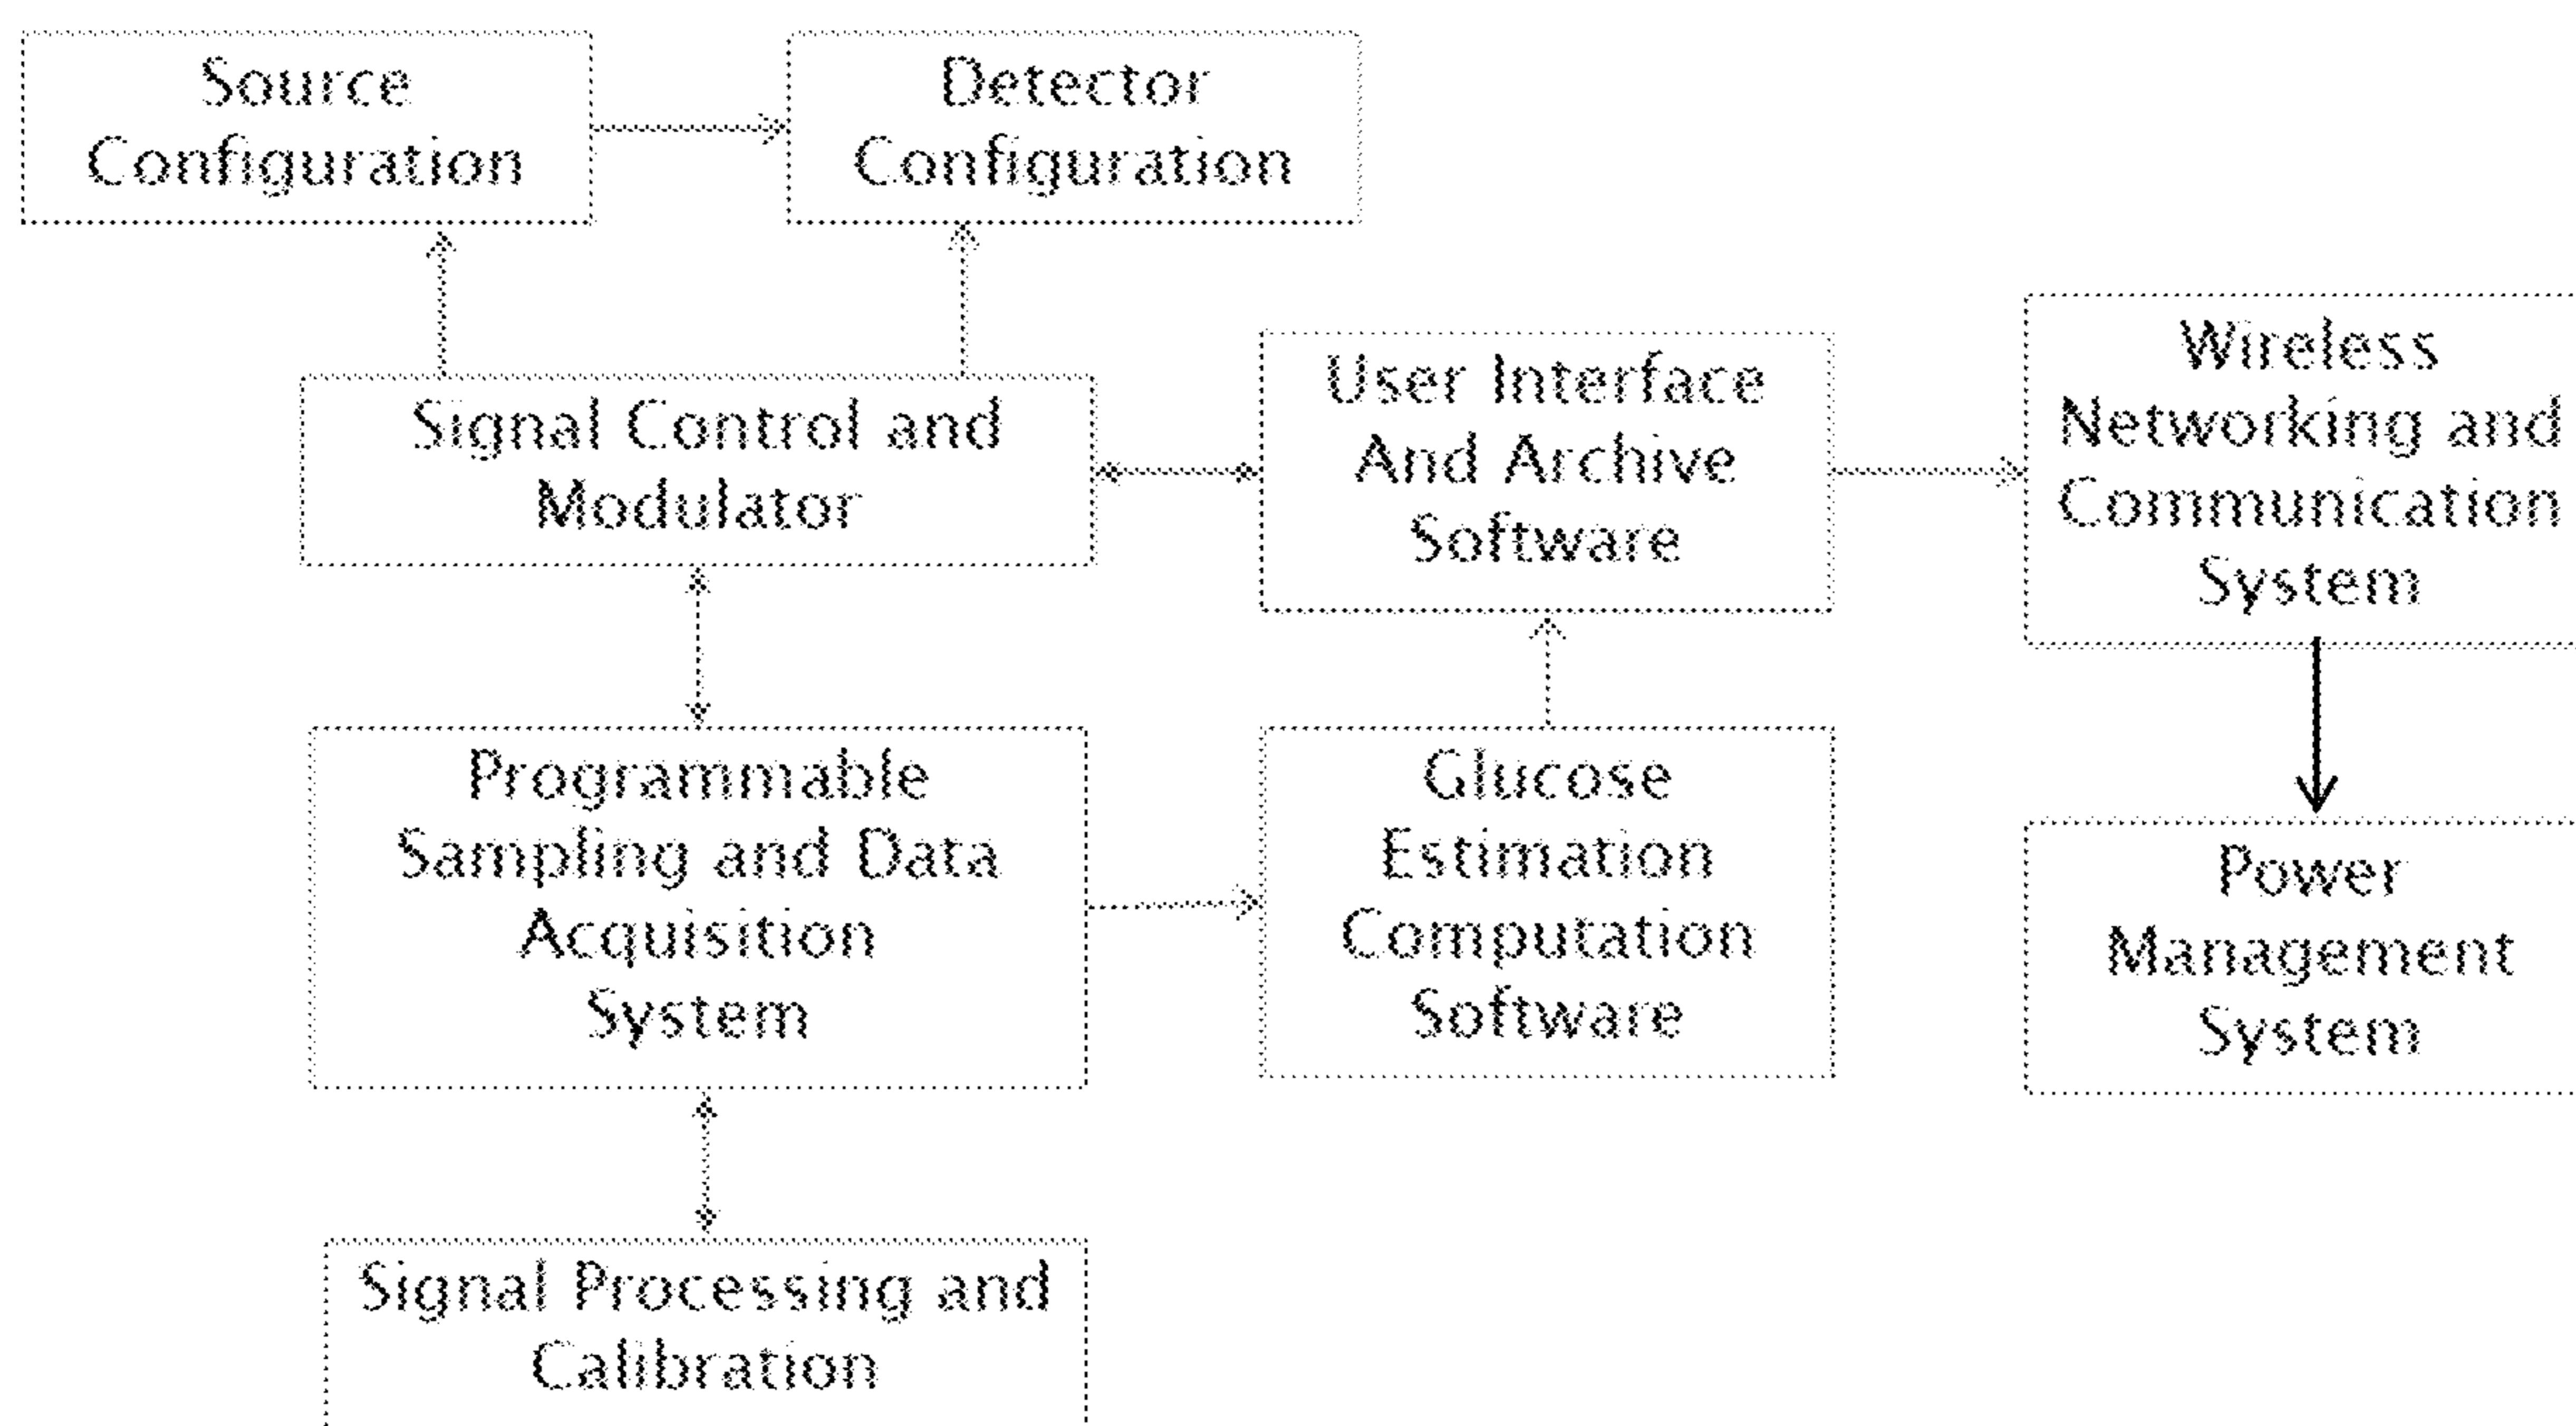 Source
Configuration
Detector
Configuration
Signal Control and
Modulator
User Interface
And Archive
Software
Wireless
Networking and
Communication
System
Programmable
Sampling and Data
Acquisition
System
Glucose
Estimation
Computation
Software
Power
Management
System
Signal Processing and
Calibration